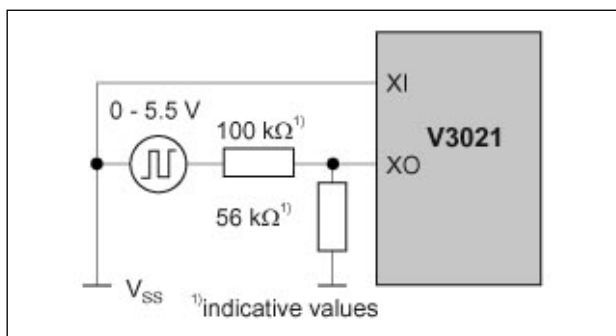 XI
0 - 5.5 V
V3021
100 kΩ¹⁾
XO
56 kΩ¹⁾
VSS
¹⁾indicative values